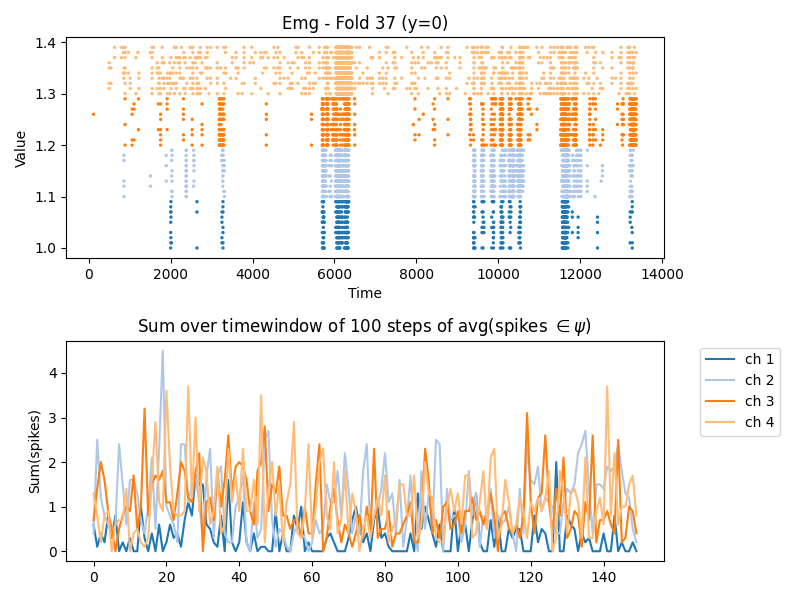 Emg - Fold 37 (y=0)
1.4
1.3
1.2
1.1
1.0
Value
0
2000
4000
6000
8000
10000
12000
14000
Time
Sum over timewindow of 100 steps of avg(spikes ∈ ψ)
4
3
2
1
0
Sum(spikes)
0
20
40
60
80
100
120
140
ch 1
ch 2
ch 3
ch 4